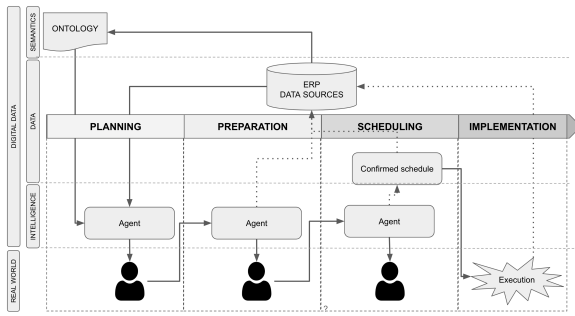 SEMANTICS
ONTOLOGY
DIGITAL DATA
DATA
ERP
DATA SOURCES
PLANNING
PREPARATION
SCHEDULING
IMPLEMENTATION
Confirmed schedule
INTELLIGENCE
Agent
Agent
Agent
REAL WORLD
Execution
?